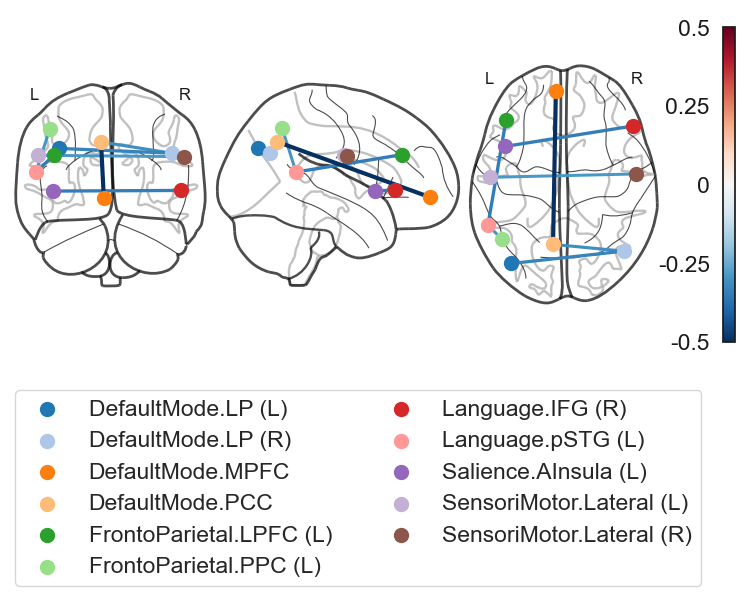 L R
L R
0.5
0.25
0
-0.25
-0.5
DefaultMode.LP (L)
DefaultMode.LP (R)
DefaultMode.MPFC
DefaultMode.PCC
FrontoParietal.LPFC (L)
FrontoParietal.PPC (L)
Language.IFG (R)
Language.pSTG (L)
Salience.AInsula (L)
SensoriMotor.Lateral (L)
SensoriMotor.Lateral (R)